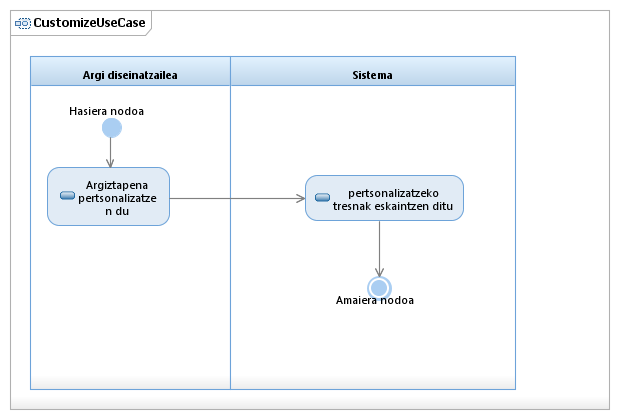 CustomizeUseCase
Argi diseinatzailea
Sistema
Hasiera nodoa
Argiztapena
pertsonalizatze
n du
pertsonalizatzeko
tresnak eskaintzen ditu
Amaiera nodoa